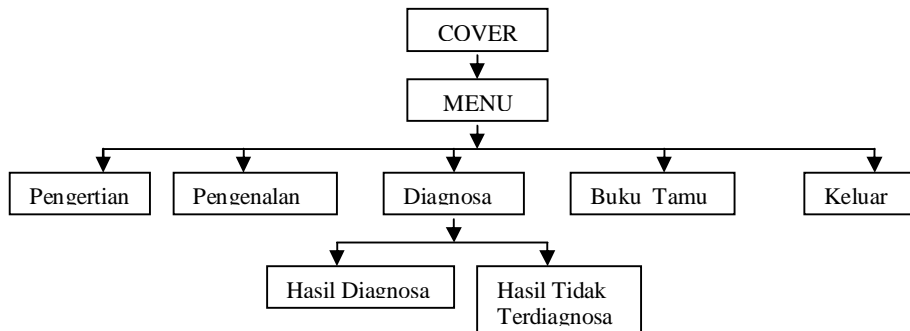 COVER
MENU
Pengertian
Pengenalan
Diagnosa
Buku Tamu
Keluar
Hasil Diagnosa
Hasil Tidak
Terdiagnosa